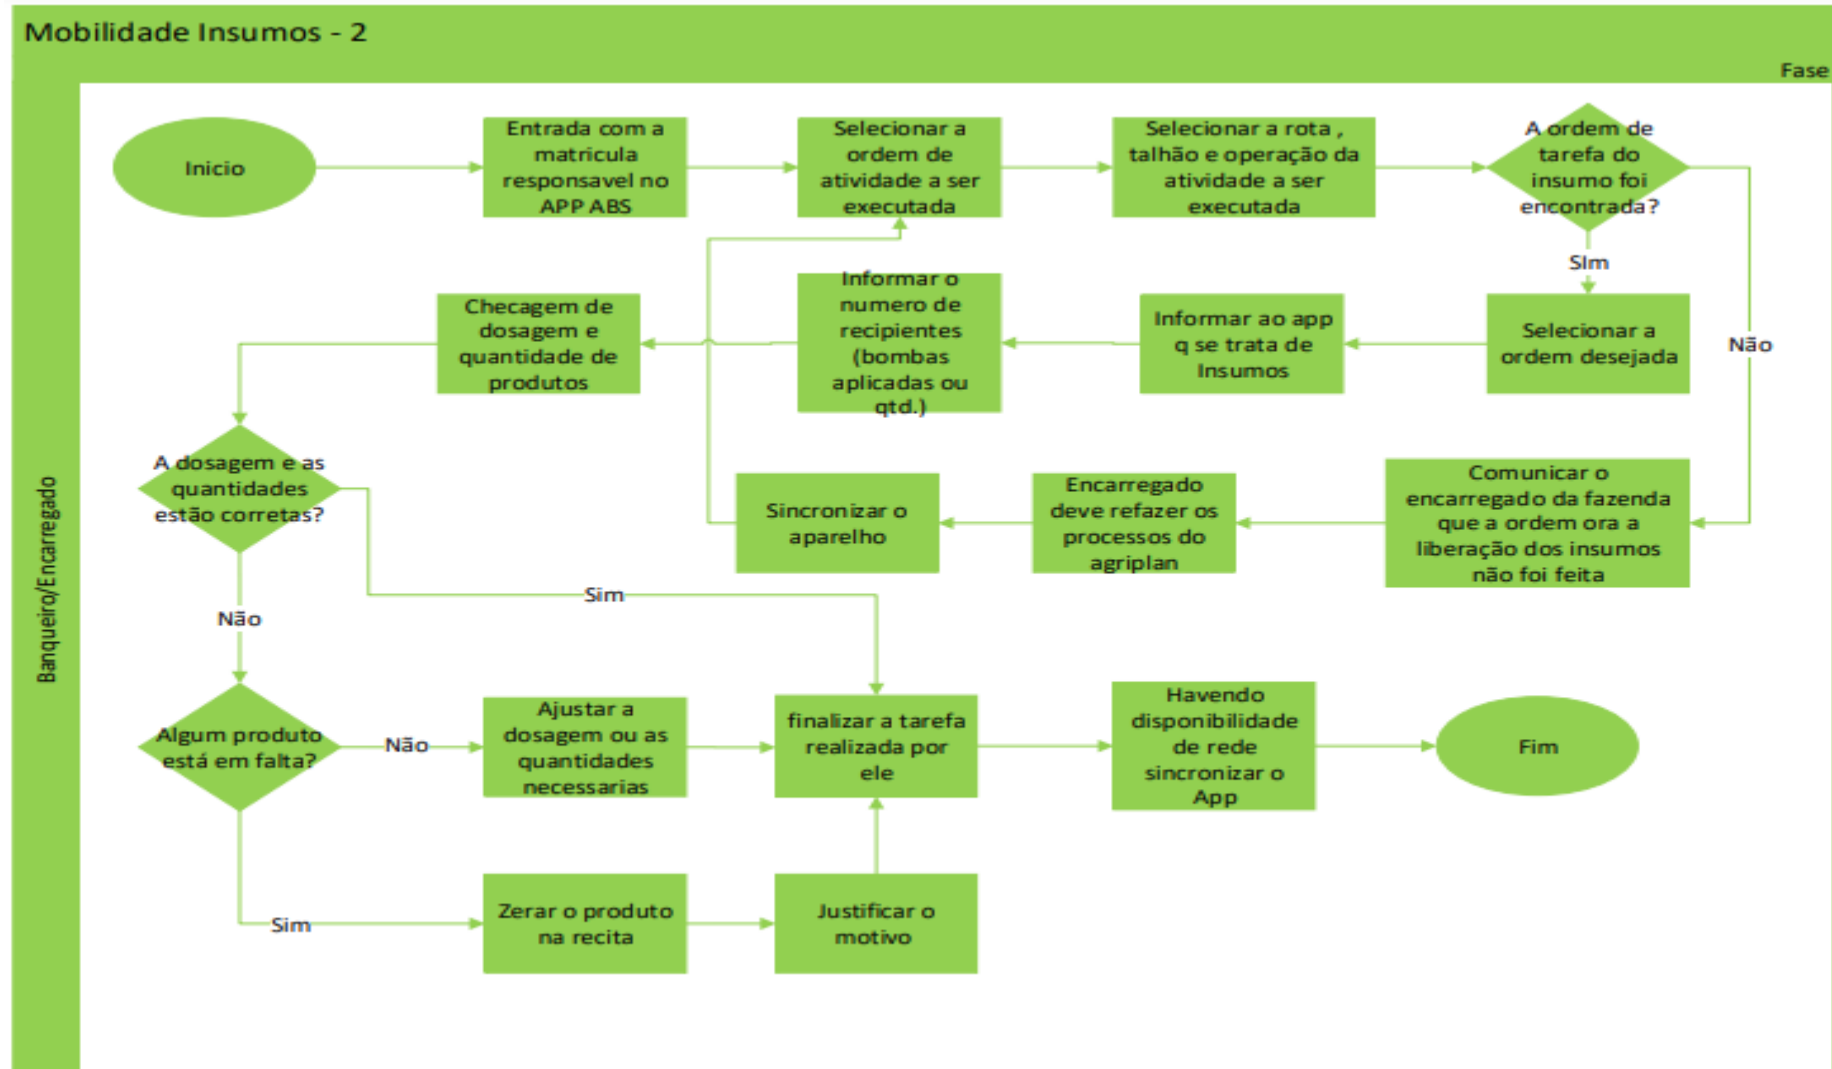 Mobilidade Insumos - 2
Fase
Banqueiro/Encarregado
Inicio
Entrada com a
matricula
responsavel no
APP ABS
Selecionar a
ordem de
atividade a ser
executada
Selecionar a rota ,
talhão e operação da
atividade a ser
executada
A ordem de
tarefa do
insumo foi
encontrada?
SIm
Não
Selecionar a
ordem desejada
Informar ao app
q se trata de
Insumos
Informar o
numero de
recipientes
(bombas
aplicadas ou
qtd.)
Checagem de
dosagem e
quantidade de
produtos
A dosagem e as
quantidades
estão corretas?
Sincronizar o
aparelho
Encarregado
deve refazer os
processos do
agriplan
Comunicar o
encarregado da fazenda
que a ordem ora a
liberação dos insumos
não foi feita
Sim
Não
Algum produto
está em falta?
Não
Ajustar a
dosagem ou as
quantidades
necessarias
finalizar a tarefa
realizada por
ele
Havendo
disponibilidade
de rede
sincronizar o
App
Fim
Sim
Zerar o produto
na recita
Justificar o
motivo